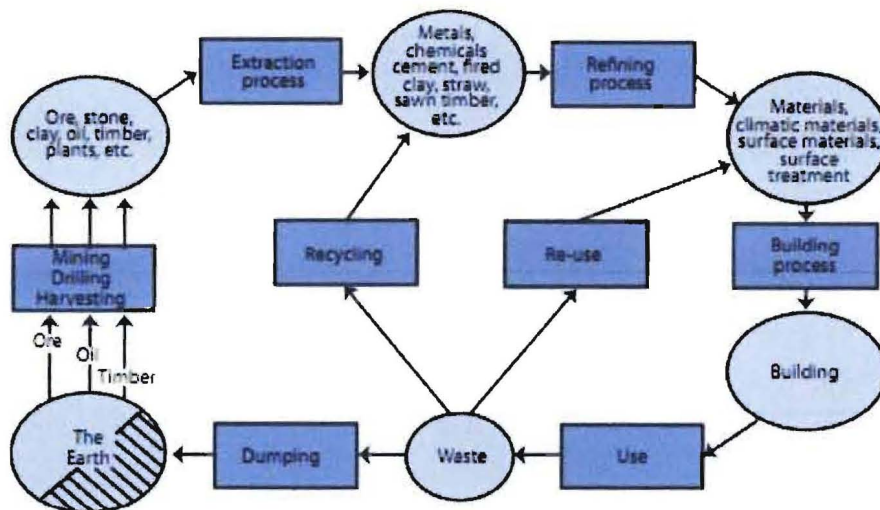 Extraction
process
Metals,
chemicals
cement, fired
clay, straw,
sawn timber,
etc.
Refining
process
Ore, stone,
clay, oil, timber,
plants, etc.
Materials,
climatic materials,
surface materials,
surface
treatment
Mining
Drilling
Harvesting
Recycling
Re-use
Building
process
Ore
Oil
Timber
Building
The
Earth
Dumping
Waste
Use